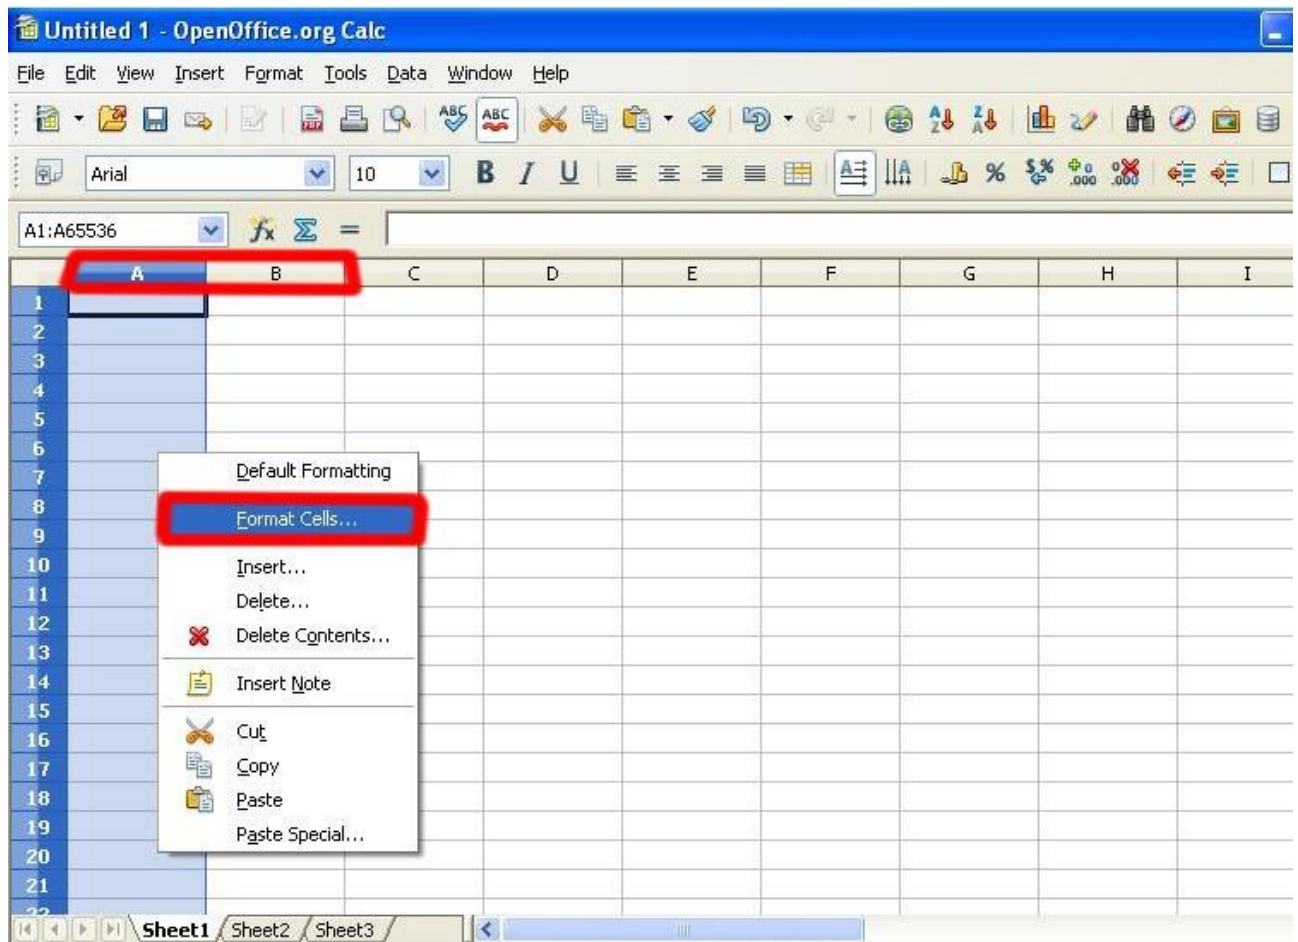 Untitled 1 - OpenOffice.org Calc
File Edit View Insert Format Tools Data Window Help
ABC ABC
Arial 10 B I U
A1:A65536
A B C D E F G H I
1
2
3
4
5
6
7
8
9
10
11
12
13
14
15
16
17
18
19
20
21
22
Default Formatting
Format Cells...
Insert...
Delete...
Delete Contents...
Insert Note
Cut
Copy
Paste
Paste Special...
Sheet1 Sheet2 Sheet3